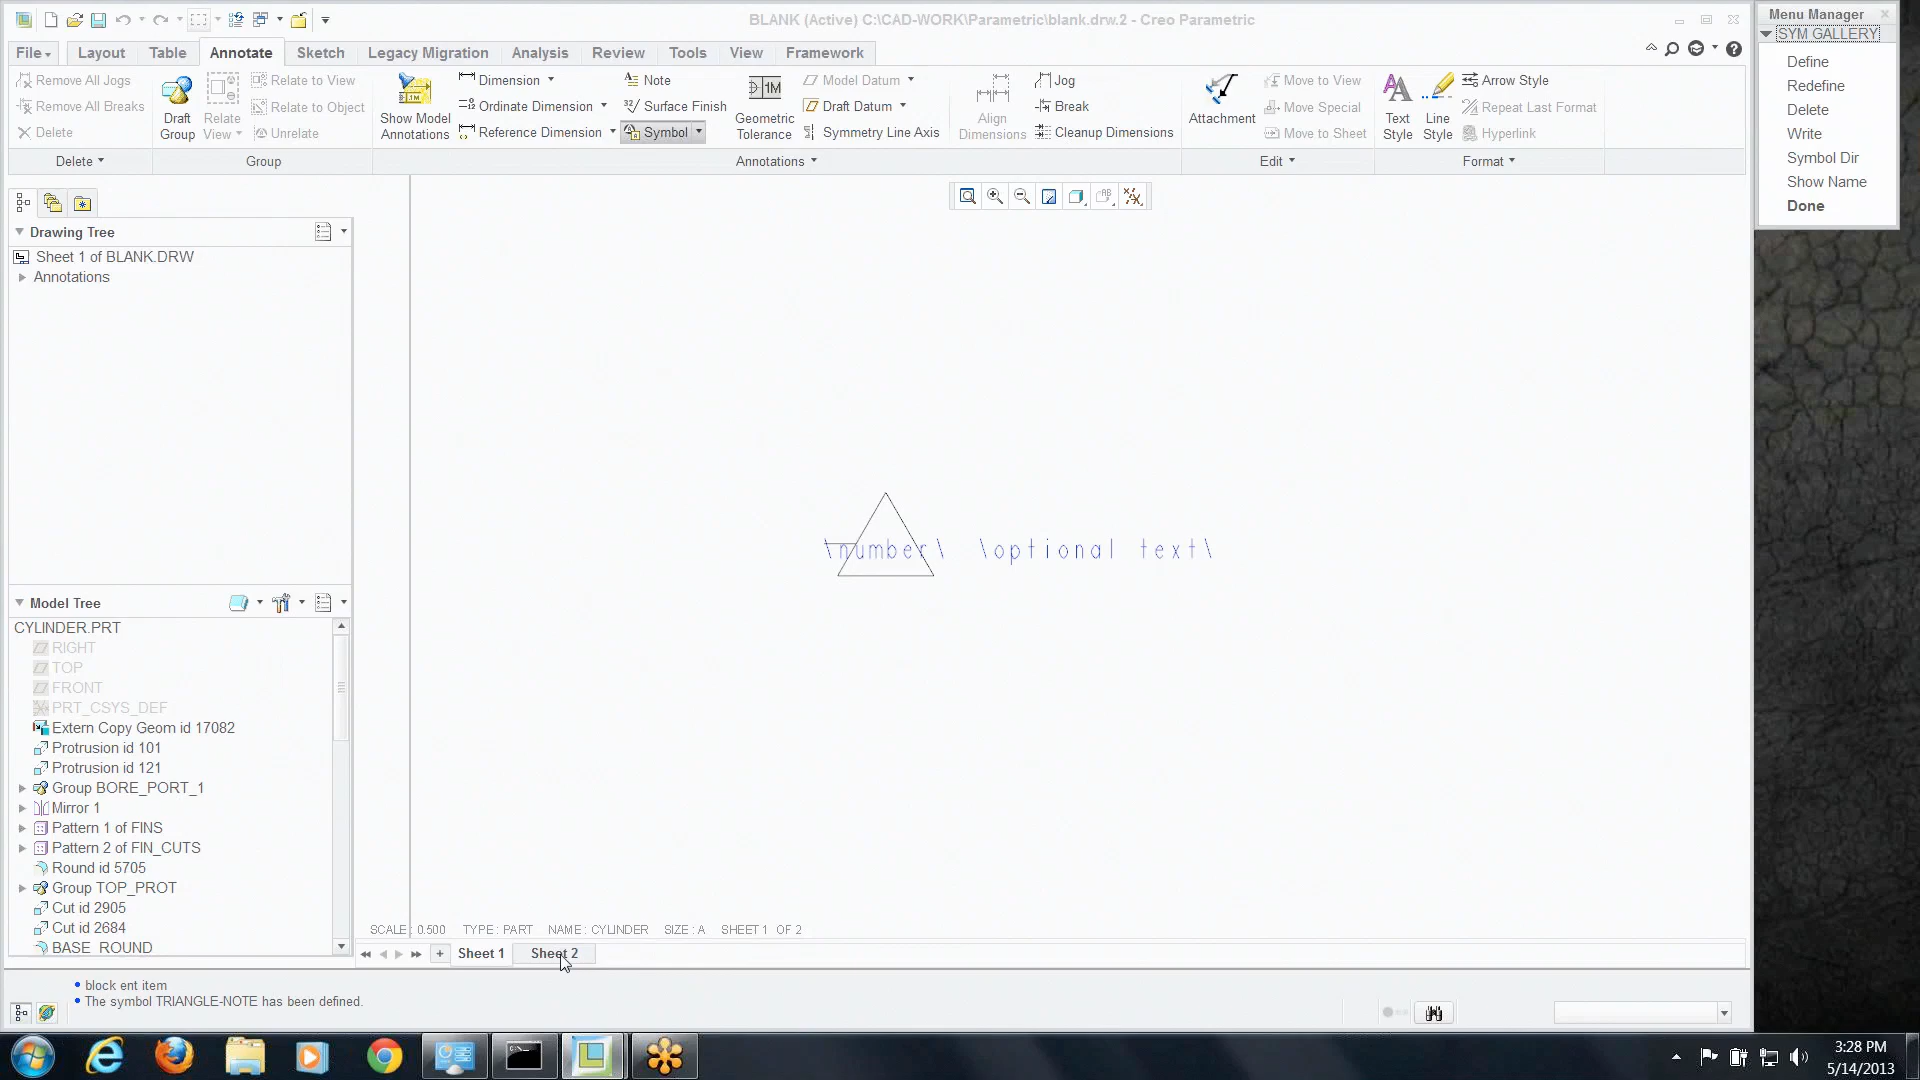 BLANK (Active) C:\CAD-WORK\Parametric\blank.drw.2 - Creo Parametric
Menu Manager
SYM GALLERY
Define
Redefine
Delete
Write
Symbol Dir
Show Name
Done
File Layout Table Annotate Sketch Legacy Migration Analysis Review Tools View Framework
Remove All Jogs
Remove All Breaks
Delete
Delete
Draft Group
Relate View
Relate to View
Relate to Object
Unrelate
Group
Show Model Annotations
Dimension
Ordinate Dimension
Reference Dimension
Note
Surface Finish
Symbol
Geometric Tolerance
Model Datum
Draft Datum
Symmetry Line Axis
Align Dimensions
Jog
Break
Cleanup Dimensions
Annotations
Attachment
Move to View
Move Special
Move to Sheet
Edit
Text Style
Line Style
Arrow Style
Repeat Last Format
Hyperlink
Format
Drawing Tree
Sheet 1 of BLANK.DRW
Annotations
\number\ \optional text\
Model Tree
CYLINDER.PRT
RIGHT
TOP
FRONT
PRT_CSYS_DEF
Extern Copy Geom id 17082
Protrusion id 101
Protrusion id 121
Group BORE_PORT_1
Mirror 1
Pattern 1 of FINS
Pattern 2 of FIN_CUTS
Round id 5705
Group TOP_PROT
Cut id 2905
Cut id 2684
BASE_ROUND
SCALE : 0.500 TYPE : PART NAME : CYLINDER SIZE : A SHEET 1 OF 2
Sheet 1 Sheet 2
block ent item
The symbol TRIANGLE-NOTE has been defined.
3:28 PM
5/14/2013